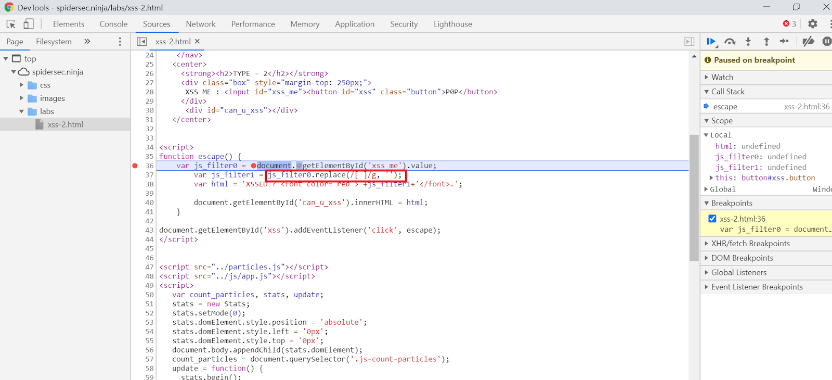 DevTools - spidersec.ninja/labs/xss-2.html
Elements Console Sources Network Performance Memory Application Security Lighthouse 3
Page Filesystem » xss-2.html ×
top
spidersec.ninja
css
images
labs
xss-2.html
24 </nav>
25 <center>
26 <strong><h2>TYPE - 2</h2></strong>
27 <div class="box" style="margin-top: 250px;">
28 XSS ME : <input id="xss_me"><button id="xss" class="button">P0P</button>
29 </div>
30 <div id="can_u_xss"></div>
31 </center>
32
33
34 <script>
35 function escape() {
36 var js_filter0 = document.getElementById('xss_me').value;
37 var js_filter1 = js_filter0.replace(/[ ]/g, '');
38 var html = 'XSSED ? <font color= red > +js_filter1+'</font>.';
39
40 document.getElementById('can_u_xss').innerHTML = html;
41 }
42
43 document.getElementById('xss').addEventListener('click', escape);
44 </script>
45
46
47 <script src="../particles.js"></script>
48 <script src="../js/app.js"></script>
49 <script>
50 var count_particles, stats, update;
51 stats = new Stats;
52 stats.setMode(0);
53 stats.domElement.style.position = 'absolute';
54 stats.domElement.style.left = '0px';
55 stats.domElement.style.top = '0px';
56 document.body.appendChild(stats.domElement);
57 count_particles = document.querySelector('.js-count-particles');
58 update = function() {
59 stats.begin();
Paused on breakpoint
Watch
Call Stack
escape xss-2.html:36
Scope
Local
html: undefined
js_filter0: undefined
js_filter1: undefined
this: button#xss.button
Global Windo
Breakpoints
xss-2.html:36
var js_filter0 = document…
XHR/fetch Breakpoints
DOM Breakpoints
Global Listeners
Event Listener Breakpoints